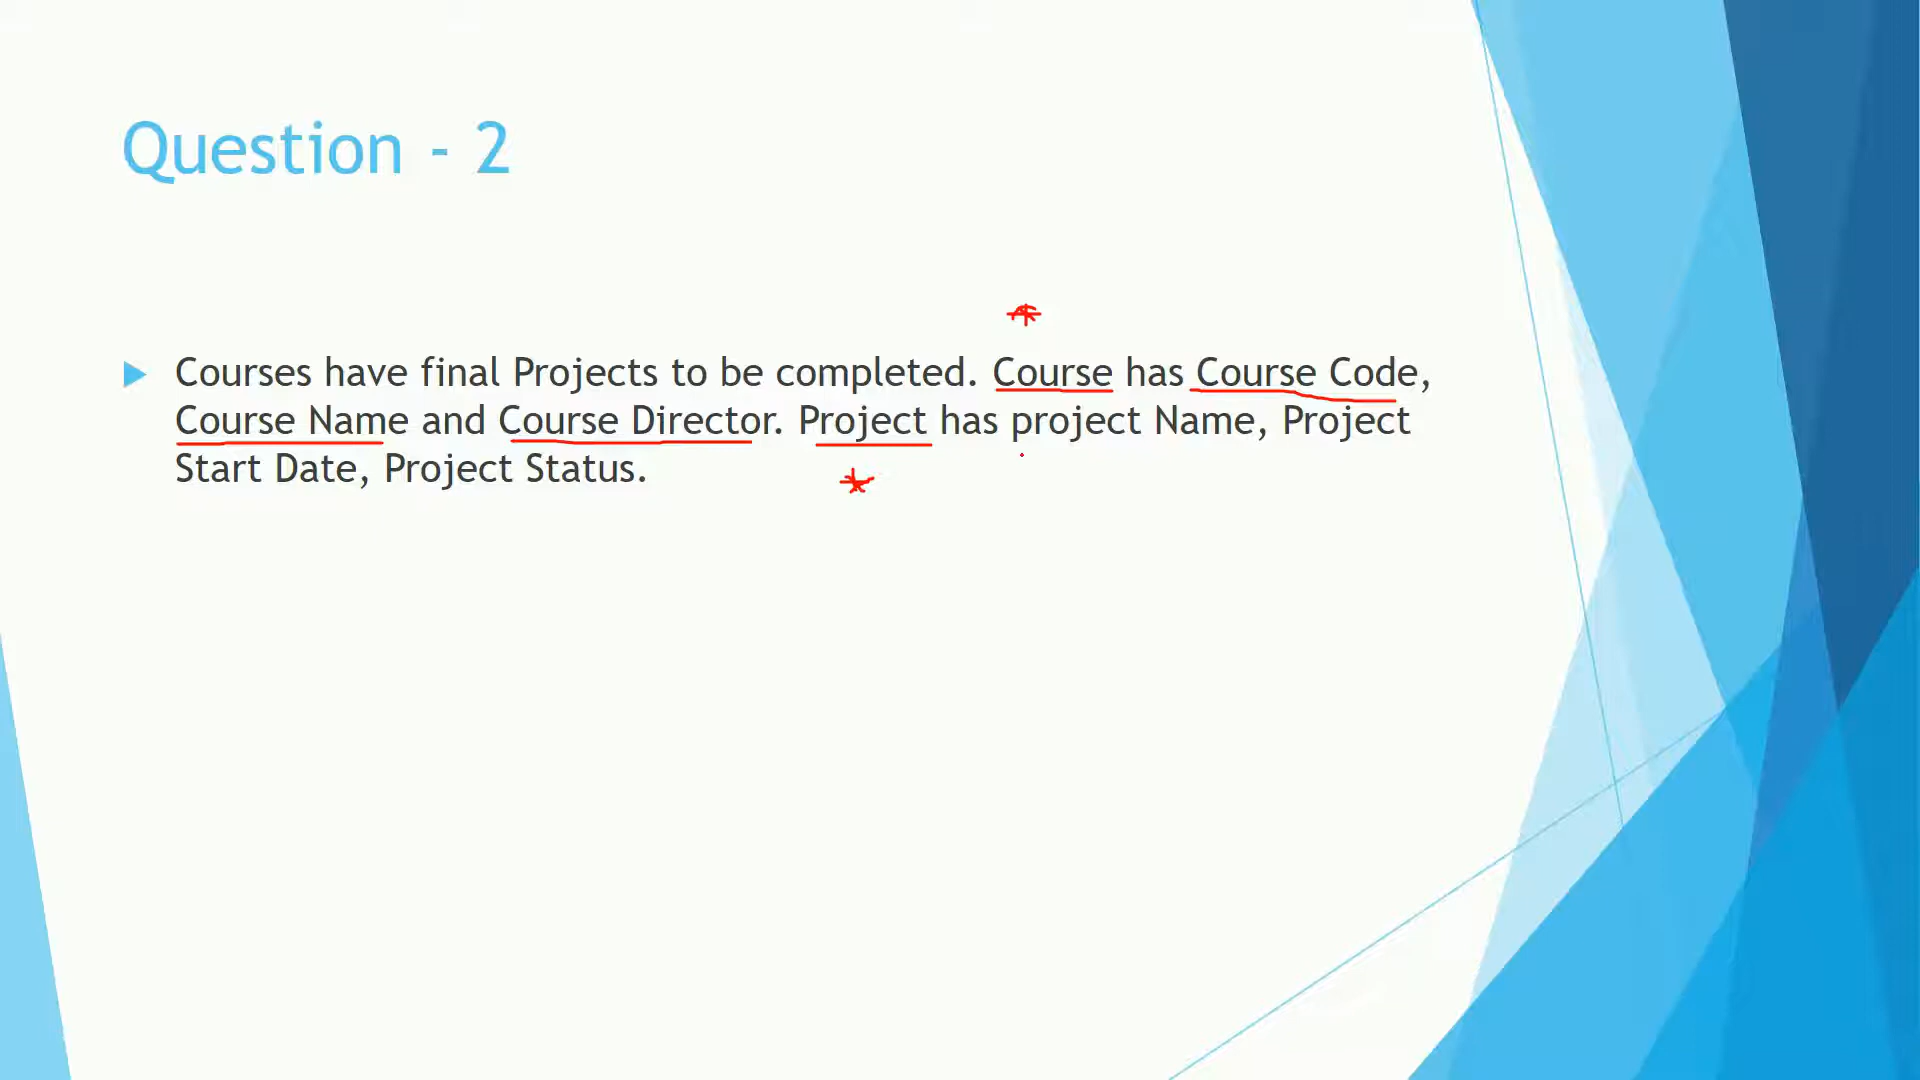 Question - 2
Courses have final Projects to be completed. Course has Course Code,
Course Name and Course Director. Project has project Name, Project
Start Date, Project Status.